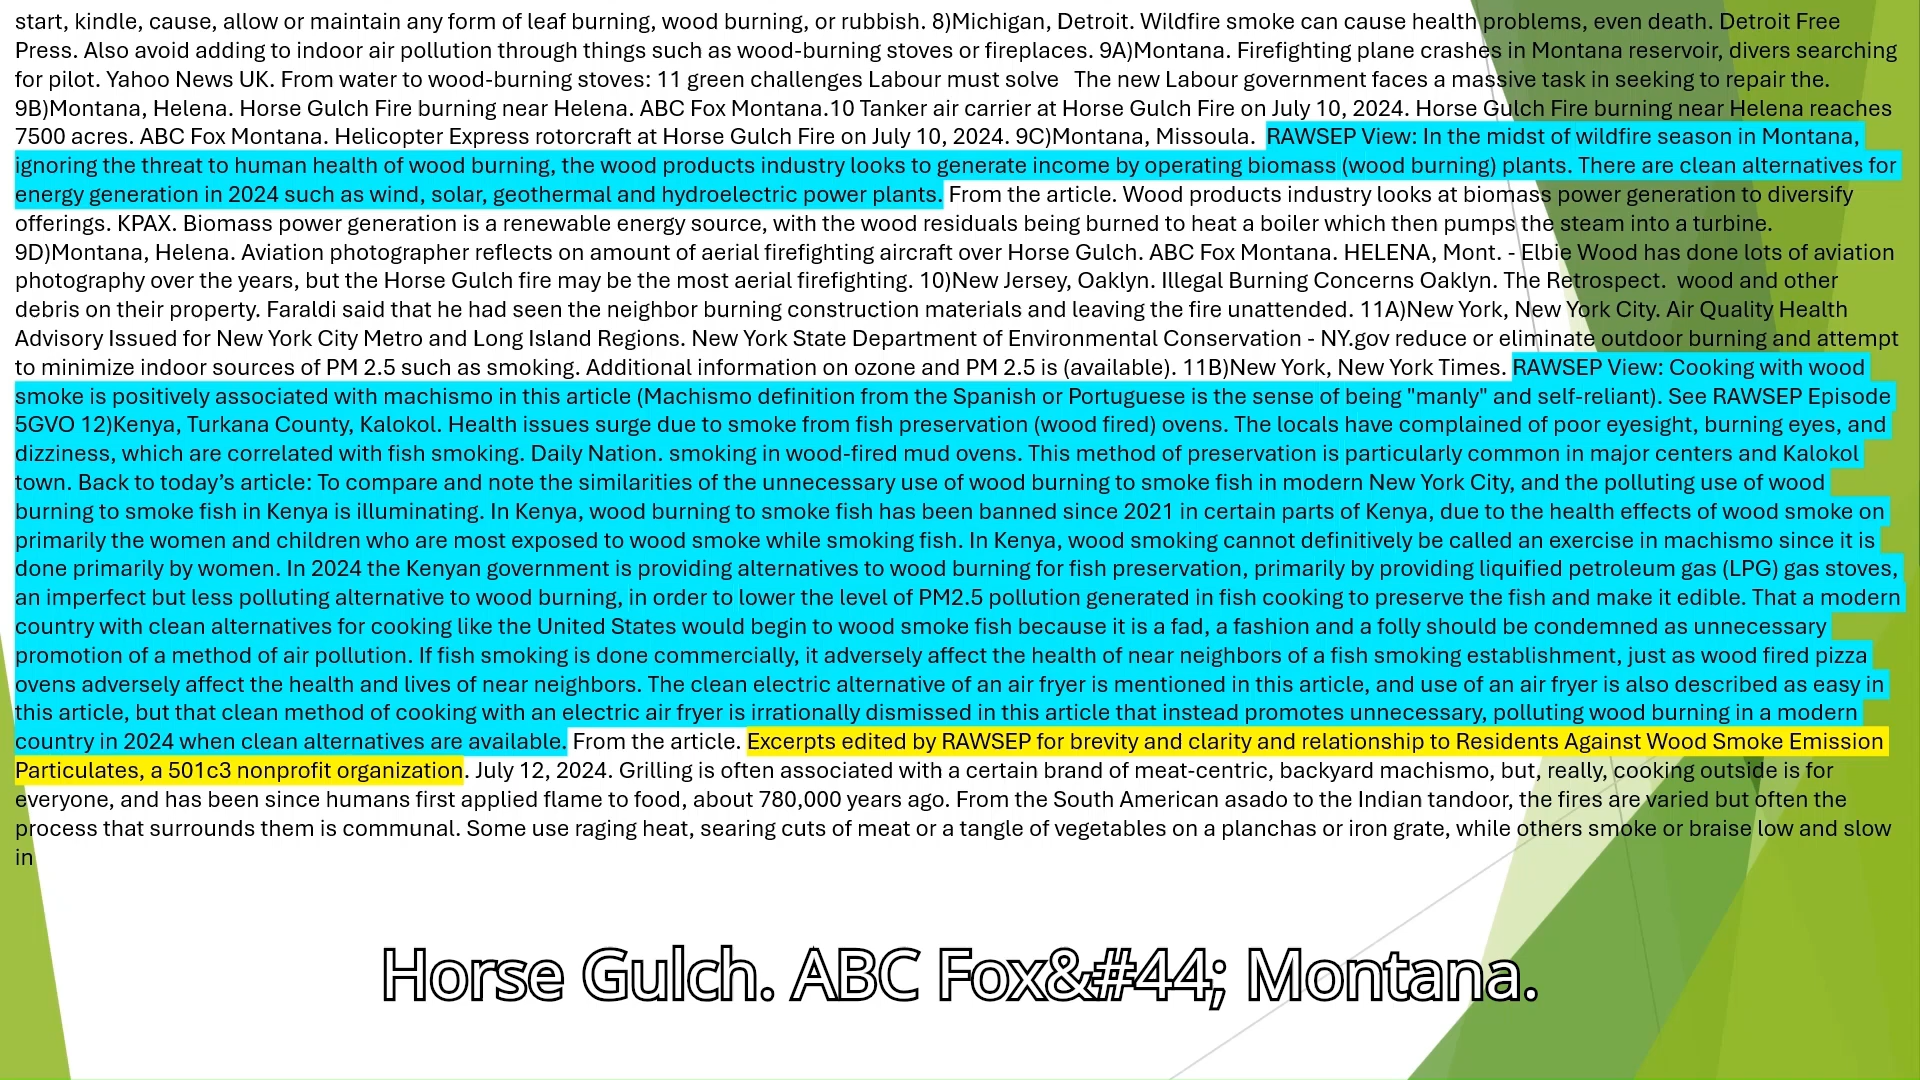 start, kindle, cause, allow or maintain any form of leaf burning, wood burning, or rubbish. 8)Michigan, Detroit. Wildfire smoke can cause health problems, even death. Detroit Free
Press. Also avoid adding to indoor air pollution through things such as wood-burning stoves or fireplaces. 9A)Montana. Firefighting plane crashes in Montana reservoir, divers searching
for pilot. Yahoo News UK. From water to wood-burning stoves: 11 green challenges Labour must solve  The new Labour government faces a massive task in seeking to repair the.
9B)Montana, Helena. Horse Gulch Fire burning near Helena. ABC Fox Montana.10 Tanker air carrier at Horse Gulch Fire on July 10, 2024. Horse Gulch Fire burning near Helena reaches
7500 acres. ABC Fox Montana. Helicopter Express rotorcraft at Horse Gulch Fire on July 10, 2024. 9C)Montana, Missoula.  RAWSEP View: In the midst of wildfire season in Montana,
ignoring the threat to human health of wood burning, the wood products industry looks to generate income by operating biomass (wood burning) plants. There are clean alternatives for
energy generation in 2024 such as wind, solar, geothermal and hydroelectric power plants. From the article. Wood products industry looks at biomass power generation to diversify
offerings. KPAX. Biomass power generation is a renewable energy source, with the wood residuals being burned to heat a boiler which then pumps the steam into a turbine.
9D)Montana, Helena. Aviation photographer reflects on amount of aerial firefighting aircraft over Horse Gulch. ABC Fox Montana. HELENA, Mont. - Elbie Wood has done lots of aviation
photography over the years, but the Horse Gulch fire may be the most aerial firefighting. 10)New Jersey, Oaklyn. Illegal Burning Concerns Oaklyn. The Retrospect.  wood and other
debris on their property. Faraldi said that he had seen the neighbor burning construction materials and leaving the fire unattended. 11A)New York, New York City. Air Quality Health
Advisory Issued for New York City Metro and Long Island Regions. New York State Department of Environmental Conservation - NY.gov reduce or eliminate outdoor burning and attempt
to minimize indoor sources of PM 2.5 such as smoking. Additional information on ozone and PM 2.5 is (available). 11B)New York, New York Times. RAWSEP View: Cooking with wood
smoke is positively associated with machismo in this article (Machismo definition from the Spanish or Portuguese is the sense of being "manly" and self-reliant). See RAWSEP Episode
5GVO 12)Kenya, Turkana County, Kalokol. Health issues surge due to smoke from fish preservation (wood fired) ovens. The locals have complained of poor eyesight, burning eyes, and
dizziness, which are correlated with fish smoking. Daily Nation. smoking in wood-fired mud ovens. This method of preservation is particularly common in major centers and Kalokol
town. Back to today’s article: To compare and note the similarities of the unnecessary use of wood burning to smoke fish in modern New York City, and the polluting use of wood
burning to smoke fish in Kenya is illuminating. In Kenya, wood burning to smoke fish has been banned since 2021 in certain parts of Kenya, due to the health effects of wood smoke on
primarily the women and children who are most exposed to wood smoke while smoking fish. In Kenya, wood smoking cannot definitively be called an exercise in machismo since it is
done primarily by women. In 2024 the Kenyan government is providing alternatives to wood burning for fish preservation, primarily by providing liquified petroleum gas (LPG) gas stoves,
an imperfect but less polluting alternative to wood burning, in order to lower the level of PM2.5 pollution generated in fish cooking to preserve the fish and make it edible. That a modern
country with clean alternatives for cooking like the United States would begin to wood smoke fish because it is a fad, a fashion and a folly should be condemned as unnecessary
promotion of a method of air pollution. If fish smoking is done commercially, it adversely affect the health of near neighbors of a fish smoking establishment, just as wood fired pizza
ovens adversely affect the health and lives of near neighbors. The clean electric alternative of an air fryer is mentioned in this article, and use of an air fryer is also described as easy in
this article, but that clean method of cooking with an electric air fryer is irrationally dismissed in this article that instead promotes unnecessary, polluting wood burning in a modern
country in 2024 when clean alternatives are available. From the article. Excerpts edited by RAWSEP for brevity and clarity and relationship to Residents Against Wood Smoke Emission
Particulates, a 501c3 nonprofit organization. July 12, 2024. Grilling is often associated with a certain brand of meat-centric, backyard machismo, but, really, cooking outside is for
everyone, and has been since humans first applied flame to food, about 780,000 years ago. From the South American asado to the Indian tandoor, the fires are varied but often the
process that surrounds them is communal. Some use raging heat, searing cuts of meat or a tangle of vegetables on a planchas or iron grate, while others smoke or braise low and slow
in
Horse Gulch. ABC Fox&#44; Montana.